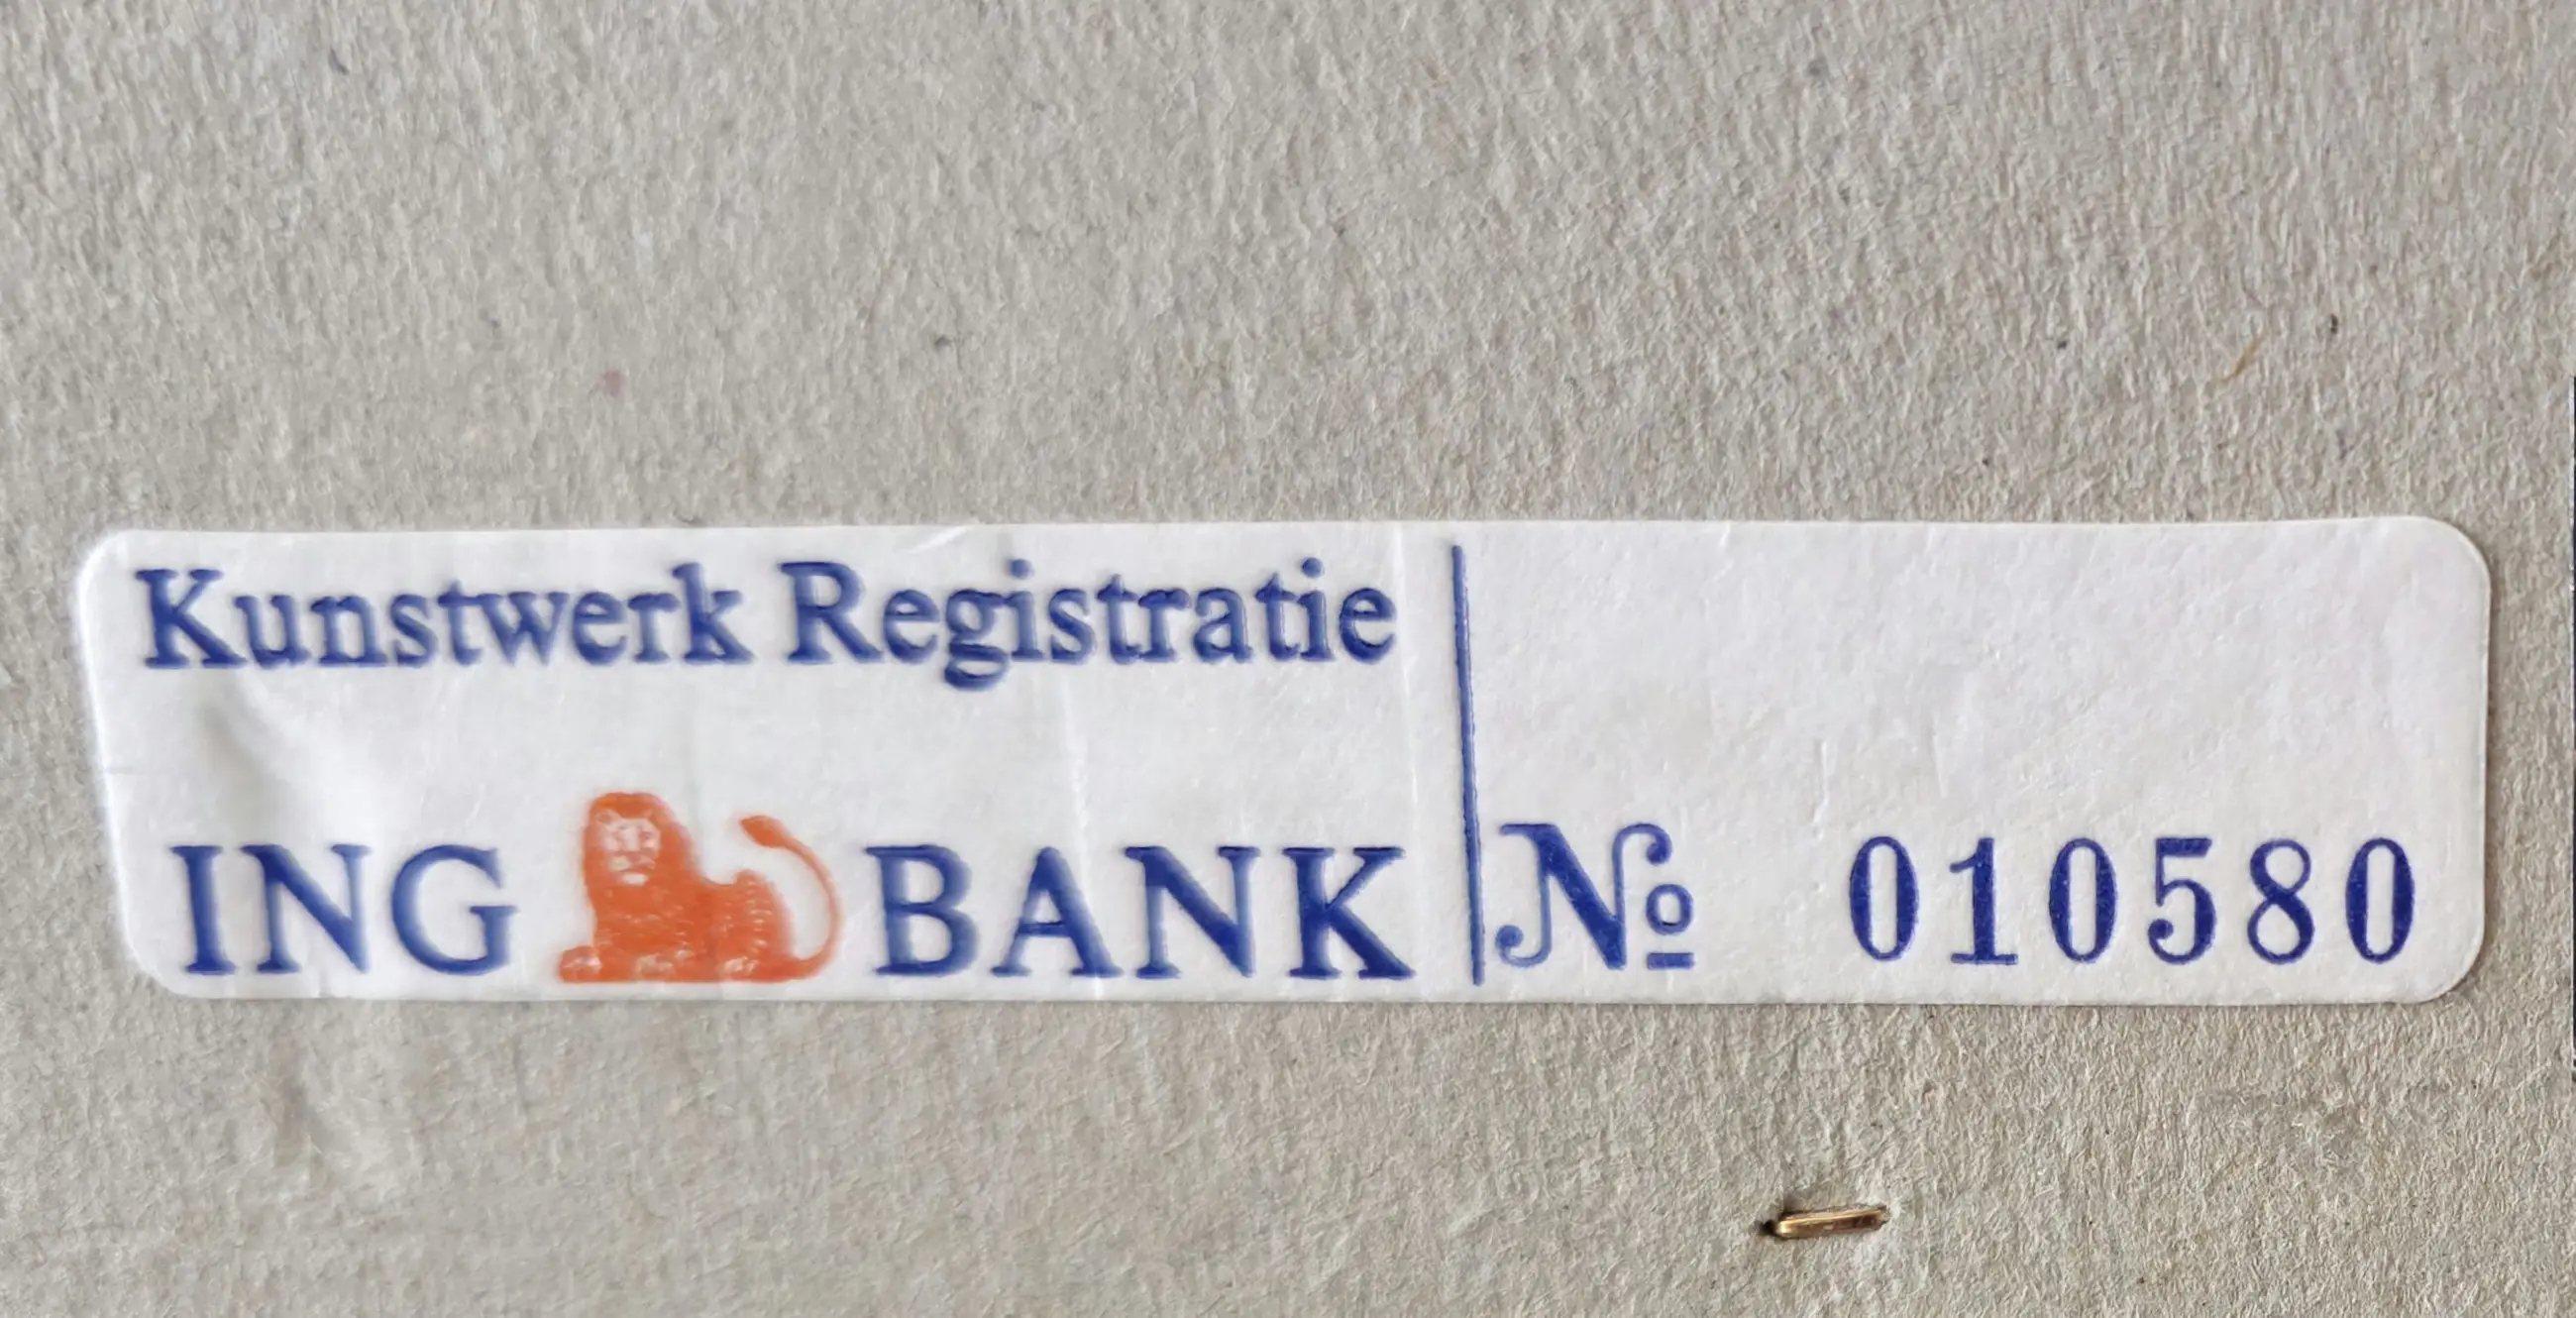 Kunstwerk Registratie
ING BANK
№ 010580